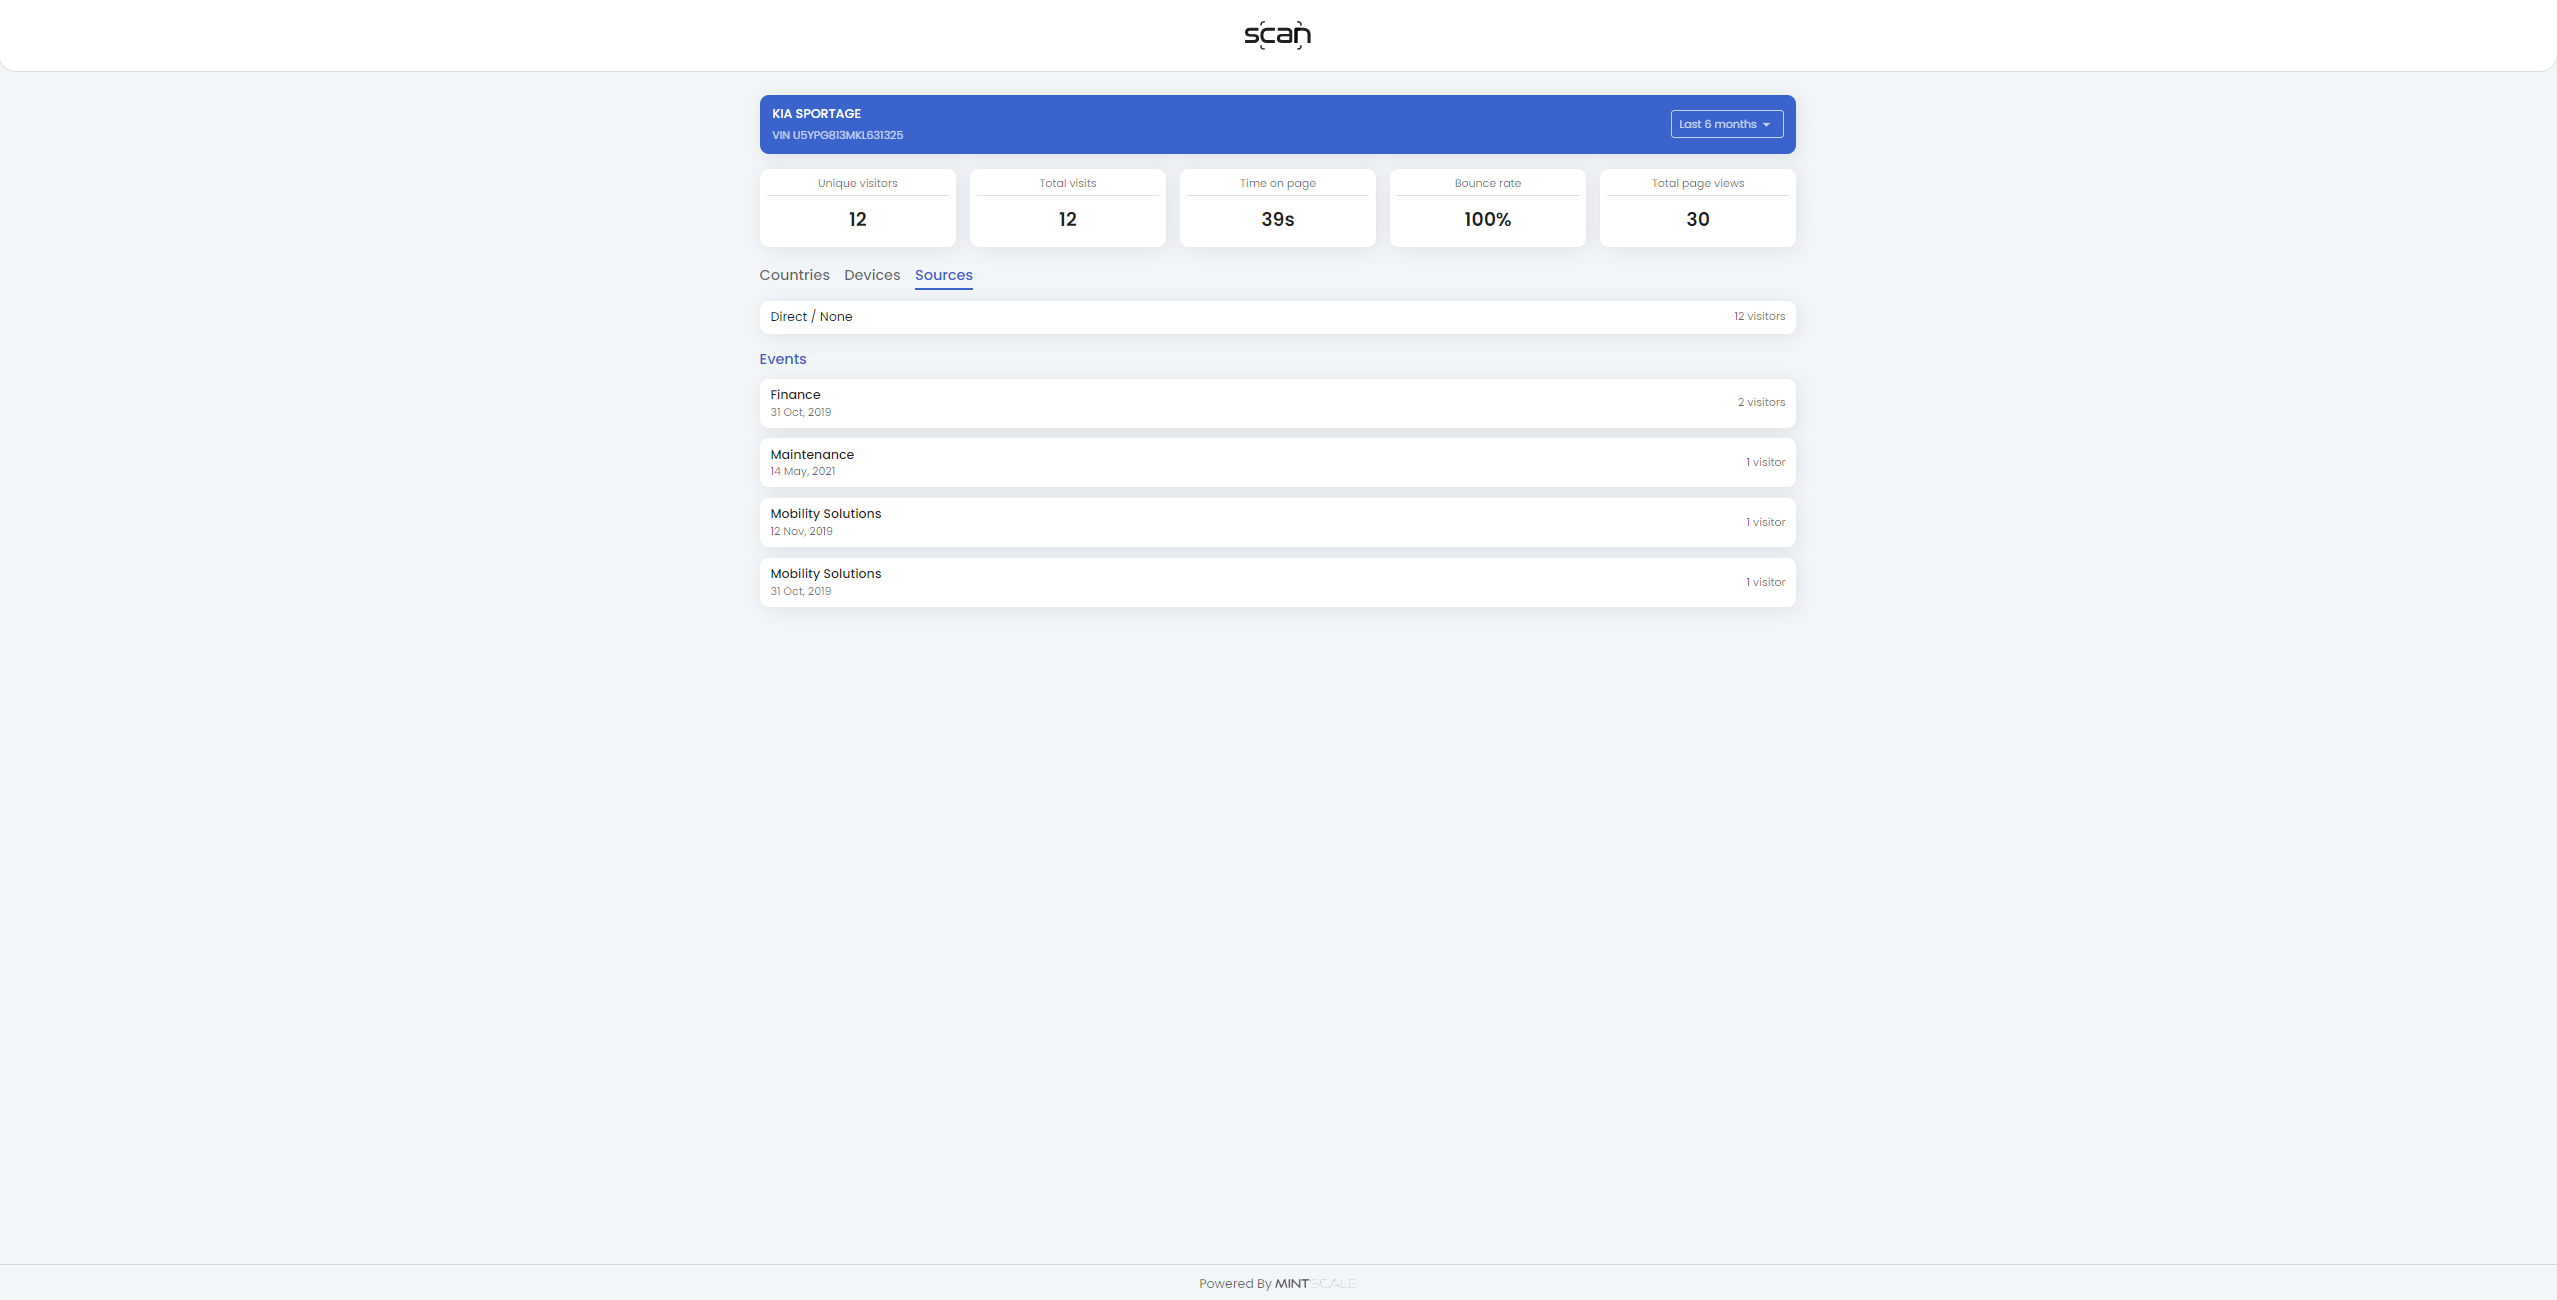 scan
KIA SPORTAGE
VIN U5YPG813MKL631325
Last 6 months
Unique visitors
12
Total visits
12
Time on page
39s
Bounce rate
100%
Total page views
30
Countries Devices Sources
Direct / None 12 visitors
Events
Finance
31 Oct, 2019
2 visitors
Maintenance
14 May, 2021
1 visitor
Mobility Solutions
12 Nov, 2019
1 visitor
Mobility Solutions
31 Oct, 2019
1 visitor
Powered By MINTSCALE